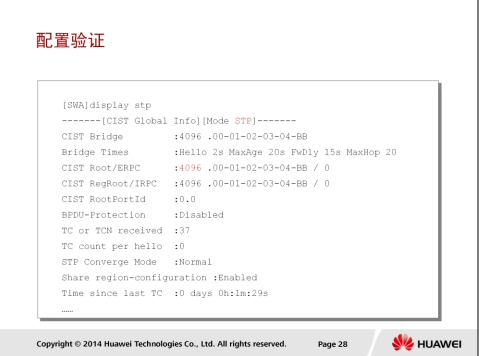 配置验证
[SWA]display stp
-------[CIST Global Info][Mode STP]-------
CIST Bridge :4096 .00-01-02-03-04-BB
Bridge Times :Hello 2s MaxAge 20s FwDly 15s MaxHop 20
CIST Root/ERPC :4096 .00-01-02-03-04-BB / 0
CIST RegRoot/IRPC :4096 .00-01-02-03-04-BB / 0
CIST RootPortId :0.0
BPDU-Protection :Disabled
TC or TCN received :37
TC count per hello :0
STP Converge Mode :Normal
Share region-configuration :Enabled
Time since last TC :0 days 0h:1m:29s
……
Copyright © 2014 Huawei Technologies Co., Ltd. All rights reserved. Page 28 HUAWEI